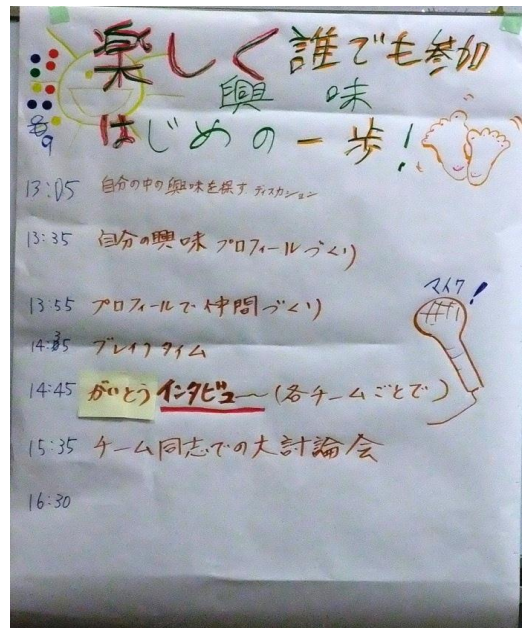 楽しく誰でも参加
興味
はじめの一歩!
9
13:05 自分の中の興味を探す ディスカション
13:35 自分の興味プロフィールづくり
マイク!
13:55 プロフィールで仲間づくり
14:35 ブレイクタイム
14:45 がいとうインタビュー(各チームごとで)
15:35 チーム同志での大討論会
16:30